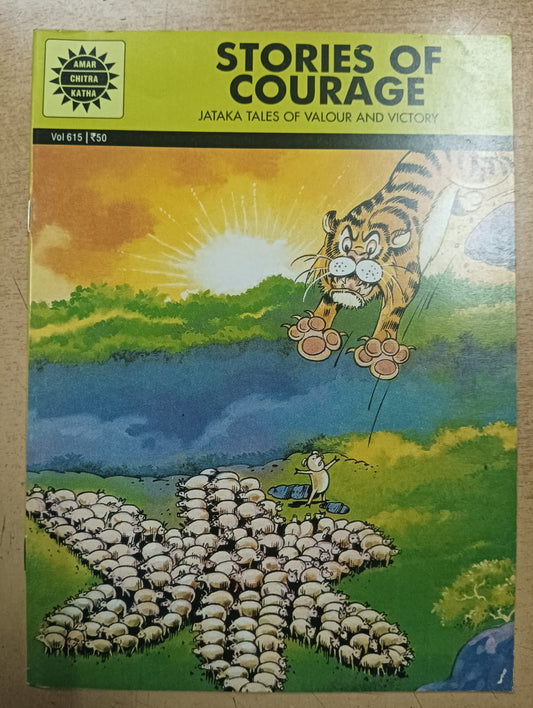 AMAR
CHITRA
KATHA
STORIES OF
COURAGE
JATAKA TALES OF VALOUR AND VICTORY
Vol 615 | ₹50